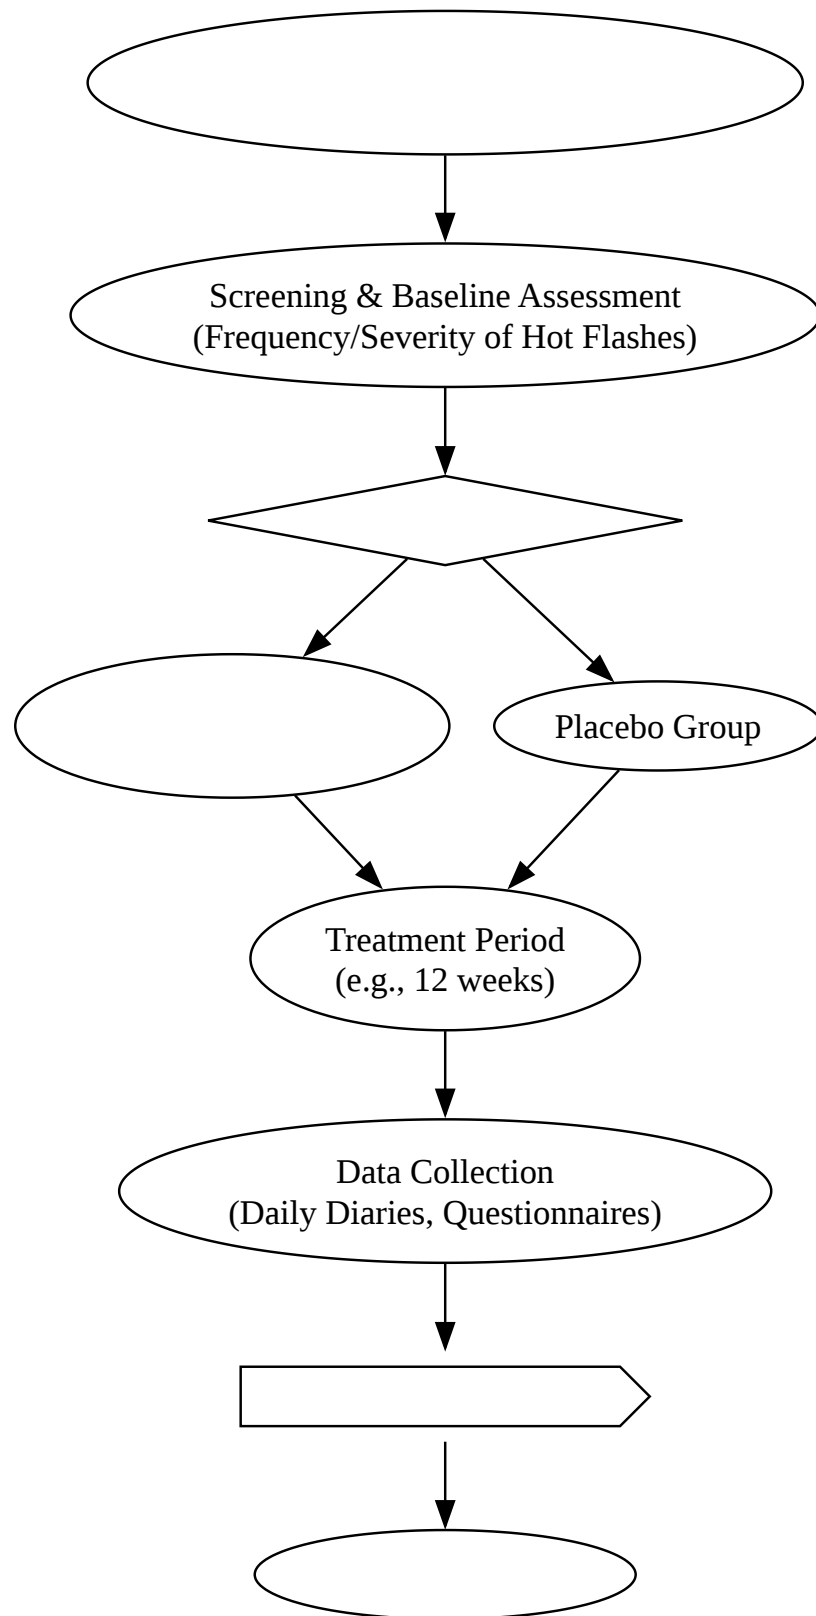 Screening & Baseline Assessment
(Frequency/Severity of Hot Flashes)
Placebo Group
Treatment Period
(e.g., 12 weeks)
Data Collection
(Daily Diaries, Questionnaires)